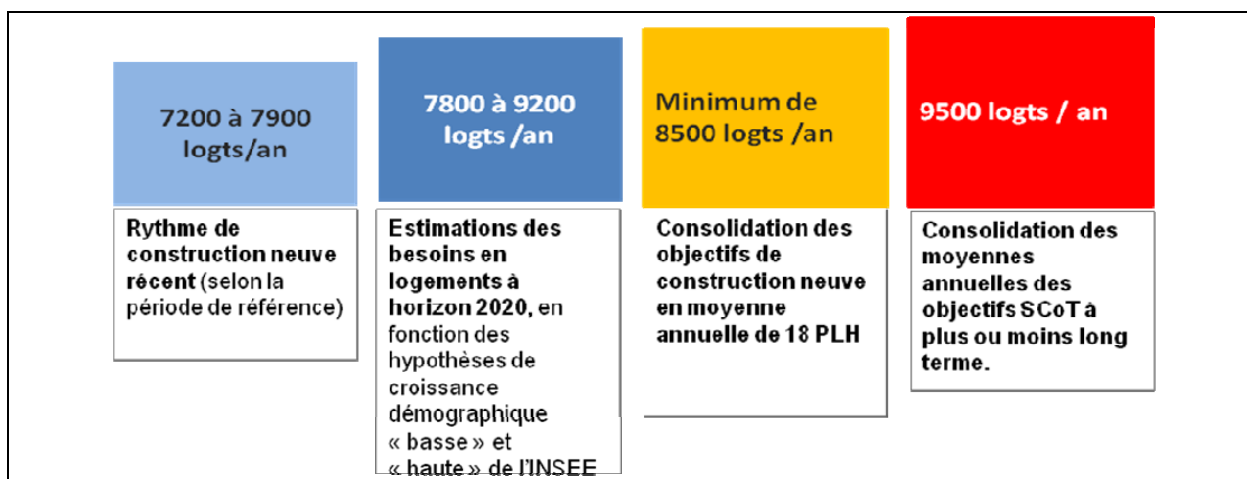 7200 à 7900
logts/an
Rythme de
construction neuve
récent (selon la
période de référence)
7800 à 9200
logts /an
Estimations des
besoins en
logements à
horizon 2020, en
fonction des
hypothèses de
croissance
démographique
« basse » et
« haute » de l'INSEE
Minimum de
8500 logts /an
Consolidation des
objectifs de
construction neuve
en moyenne
annuelle de 18 PLH
9500 logts / an
Consolidation des
moyennes
annuelles des
objectifs SCoT à
plus ou moins long
terme.